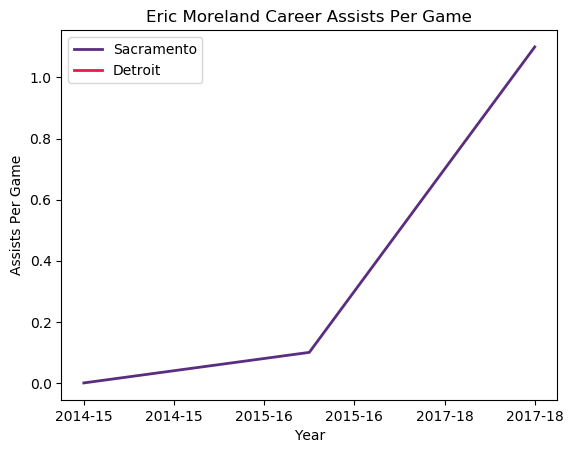 Eric Moreland Career Assists Per Game
Sacramento
Detroit
1.0
0.8
0.6
0.4
0.2
0.0
Assists Per Game
2014-15 2014-15 2015-16 2015-16 2017-18 2017-18
Year